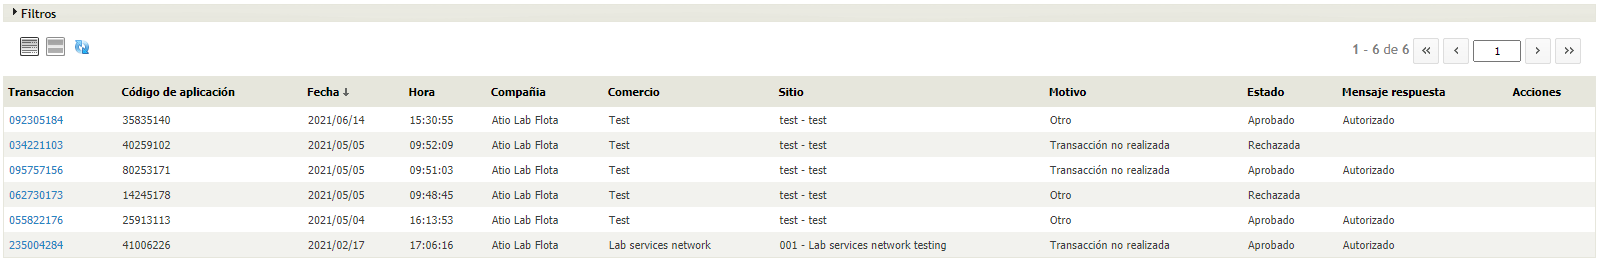 Filtros
1 - 6 de 6 « ‹ 1 › »
Transaccion Código de aplicación Fecha ↓ Hora Compañia Comercio Sitio Motivo Estado Mensaje respuesta Acciones
092305184 35835140 2021/06/14 15:30:55 Atio Lab Flota Test test - test Otro Aprobado Autorizado
034221103 40259102 2021/05/05 09:52:09 Atio Lab Flota Test test - test Transacción no realizada Rechazada
095757156 80253171 2021/05/05 09:51:03 Atio Lab Flota Test test - test Transacción no realizada Aprobado Autorizado
062730173 14245178 2021/05/05 09:48:45 Atio Lab Flota Test test - test Otro Rechazada
055822176 25913113 2021/05/04 16:13:53 Atio Lab Flota Test test - test Otro Aprobado Autorizado
235004284 41006226 2021/02/17 17:06:16 Atio Lab Flota Lab services network 001 - Lab services network testing Transacción no realizada Aprobado Autorizado